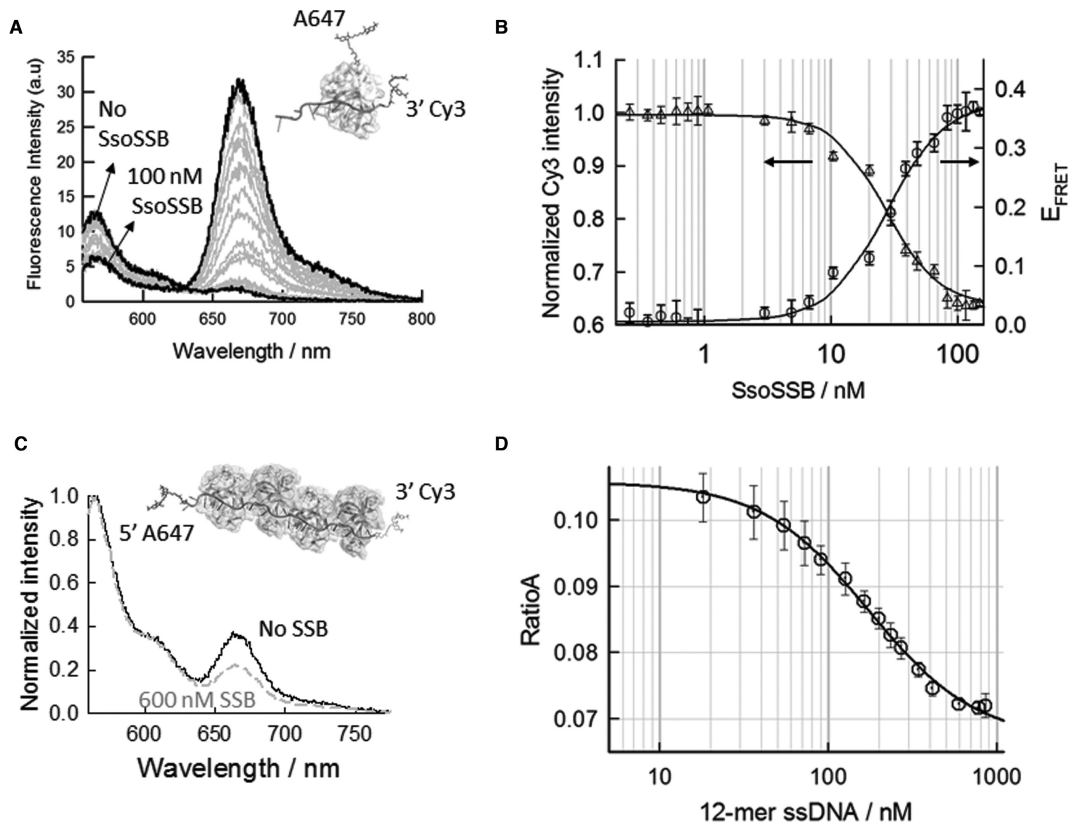 A
A647
3′ Cy3
No
SsoSSB
100 nM
SsoSSB
Fluorescence Intensity (a.u)
35
30
25
20
15
10
5
0
600
650
700
750
800
Wavelength / nm
B
Normalized Cy3 intensity
1.1
1.0
0.9
0.8
0.7
0.6
0.4
0.3
0.2
0.1
0.0
EFRET
1
10
100
SsoSSB / nM
C
3′ Cy3
5′ A647
Normalized intensity
1.0
0.8
0.6
0.4
0.2
0.0
No SSB
600 nM SSB
600
650
700
750
Wavelength / nm
D
RatioA
0.10
0.09
0.08
0.07
10
100
1000
12-mer ssDNA / nM